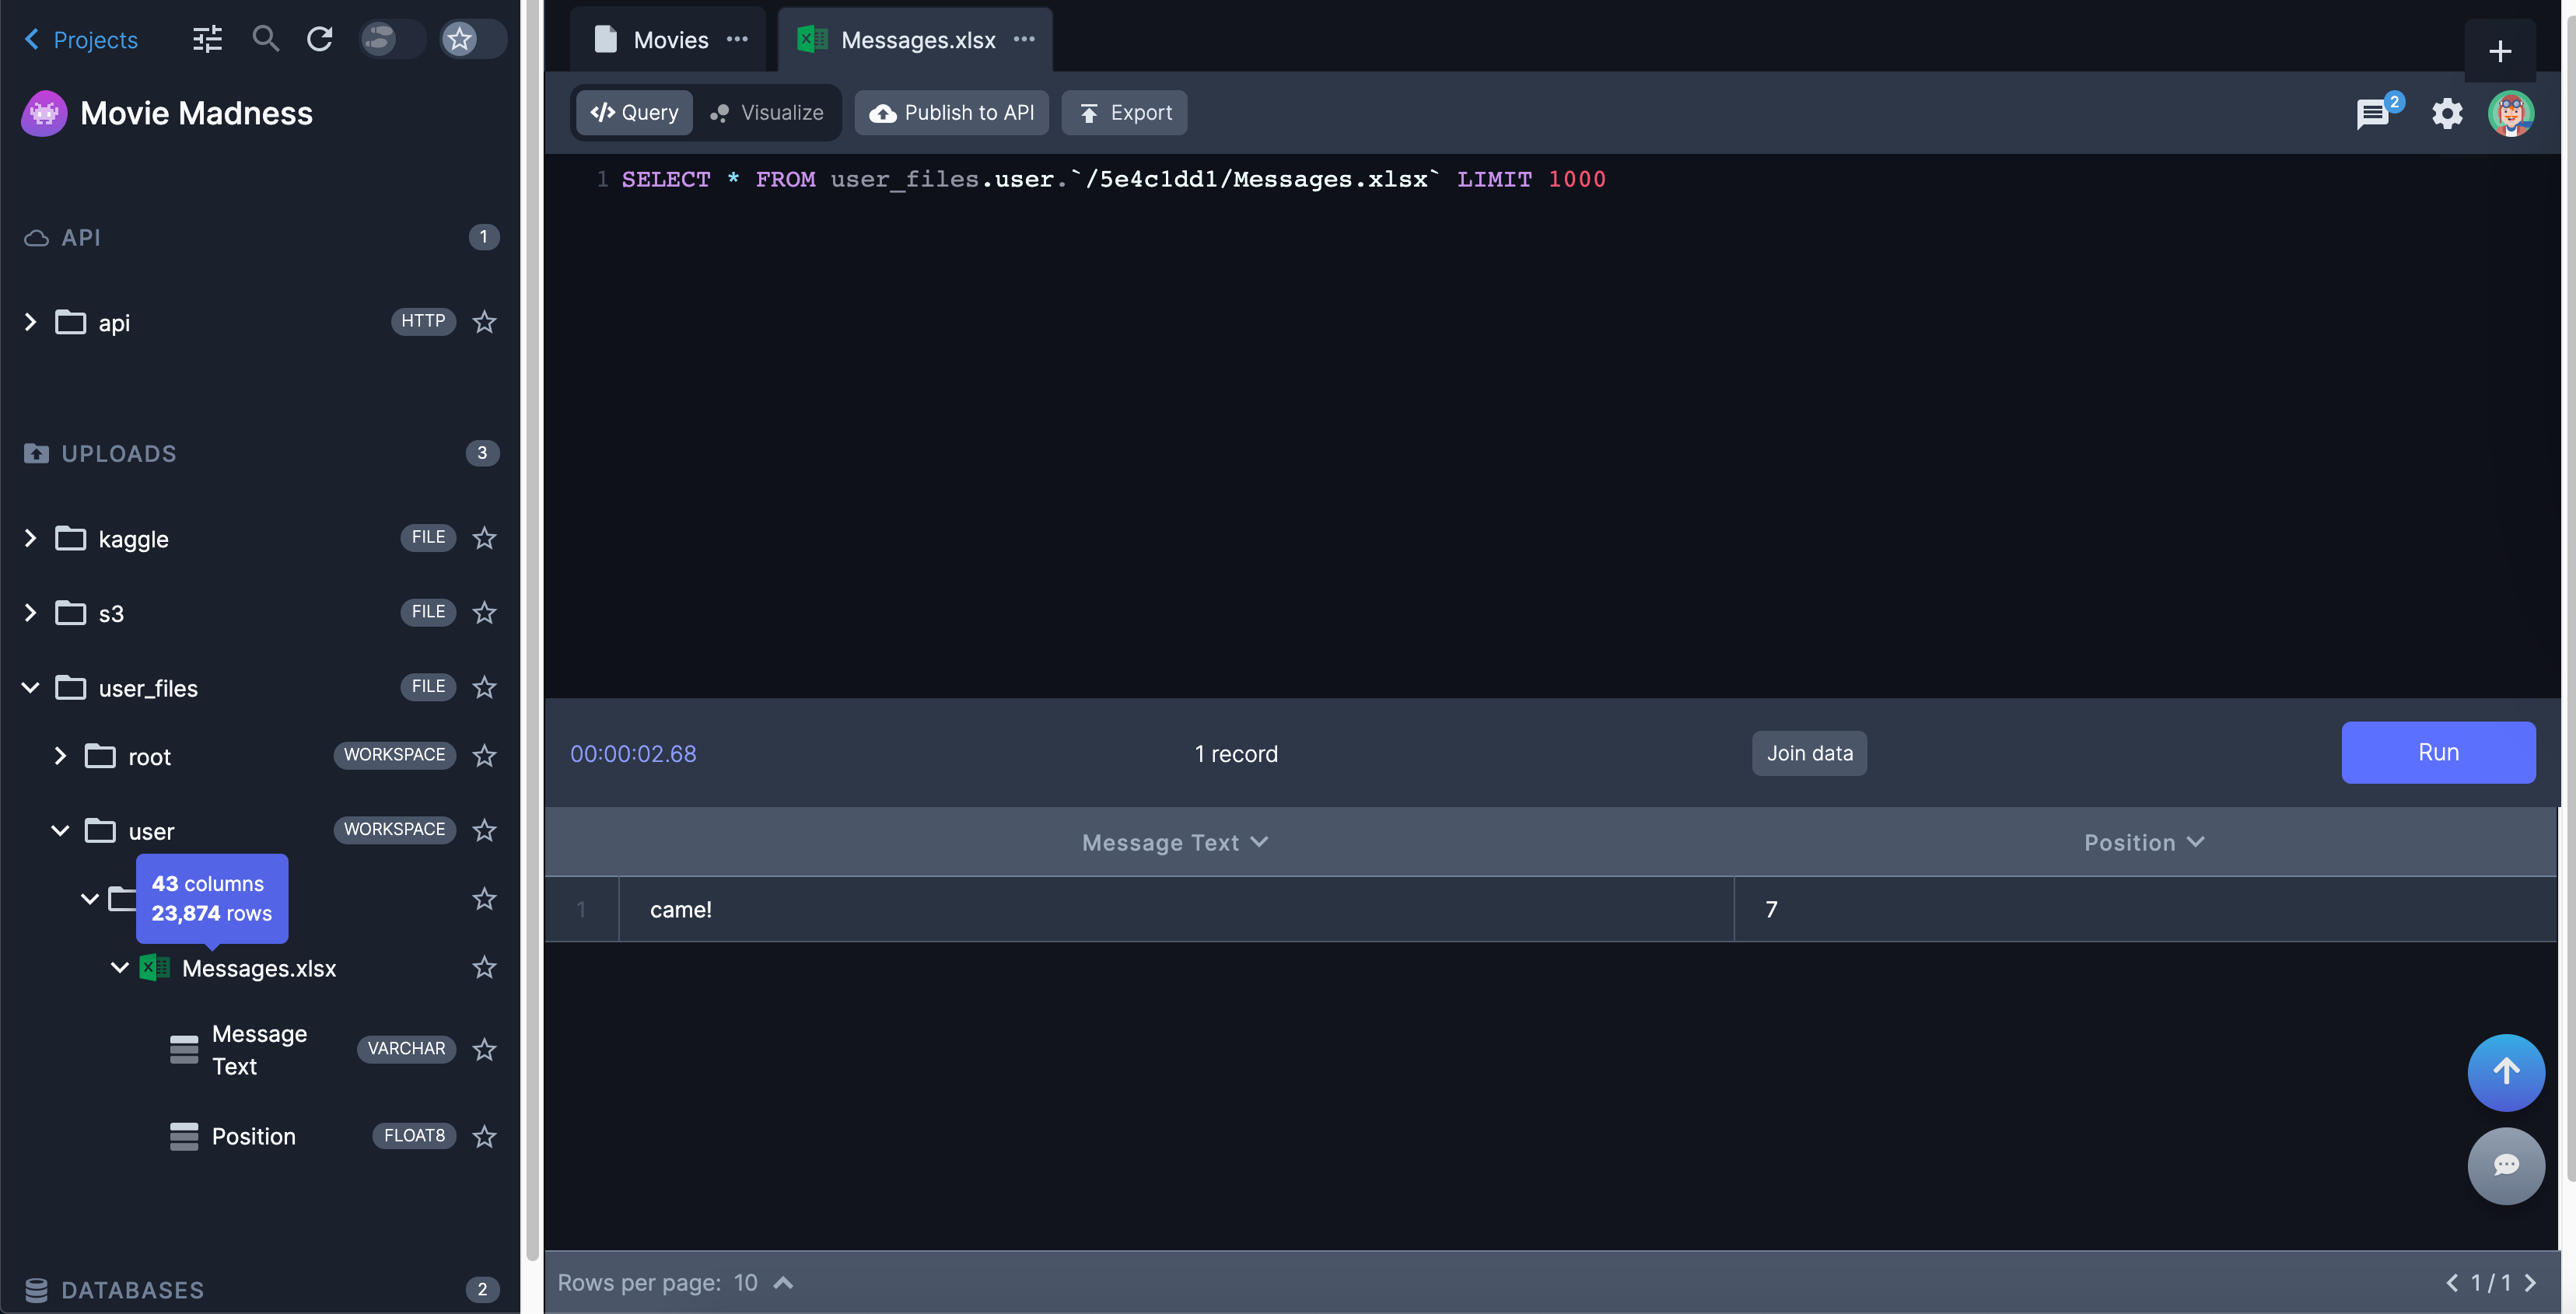 Projects
Movie Madness
API 1
api HTTP
UPLOADS 3
kaggle FILE
s3 FILE
user_files FILE
root WORKSPACE
user WORKSPACE
43 columns
23,874 rows
Messages.xlsx
Message
Text
VARCHAR
Position FLOAT8
DATABASES 2
Movies ••• Messages.xlsx •••
</> Query Visualize Publish to API Export 2
1 SELECT * FROM user_files.user.`/5e4c1dd1/Messages.xlsx` LIMIT 1000
00:00:02.68 1 record Join data Run
Message Text Position
1 came! 7
Rows per page: 10 1 / 1